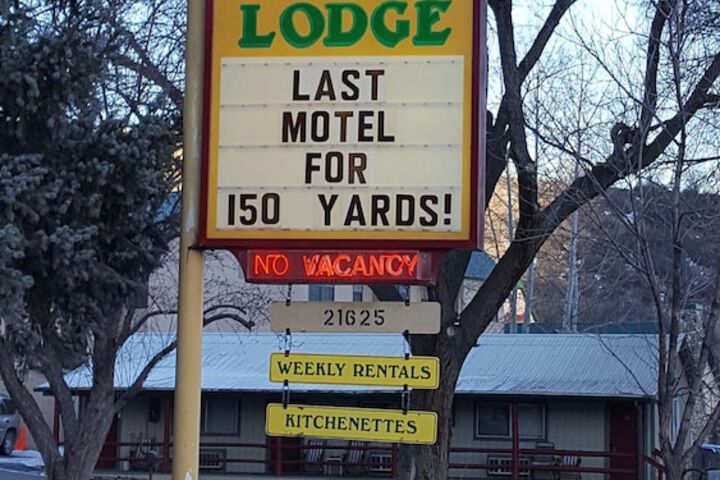 LODGE
LAST
MOTEL
FOR
150 YARDS!
NO VACANCY
21625
WEEKLY RENTALS
KITCHENETTES